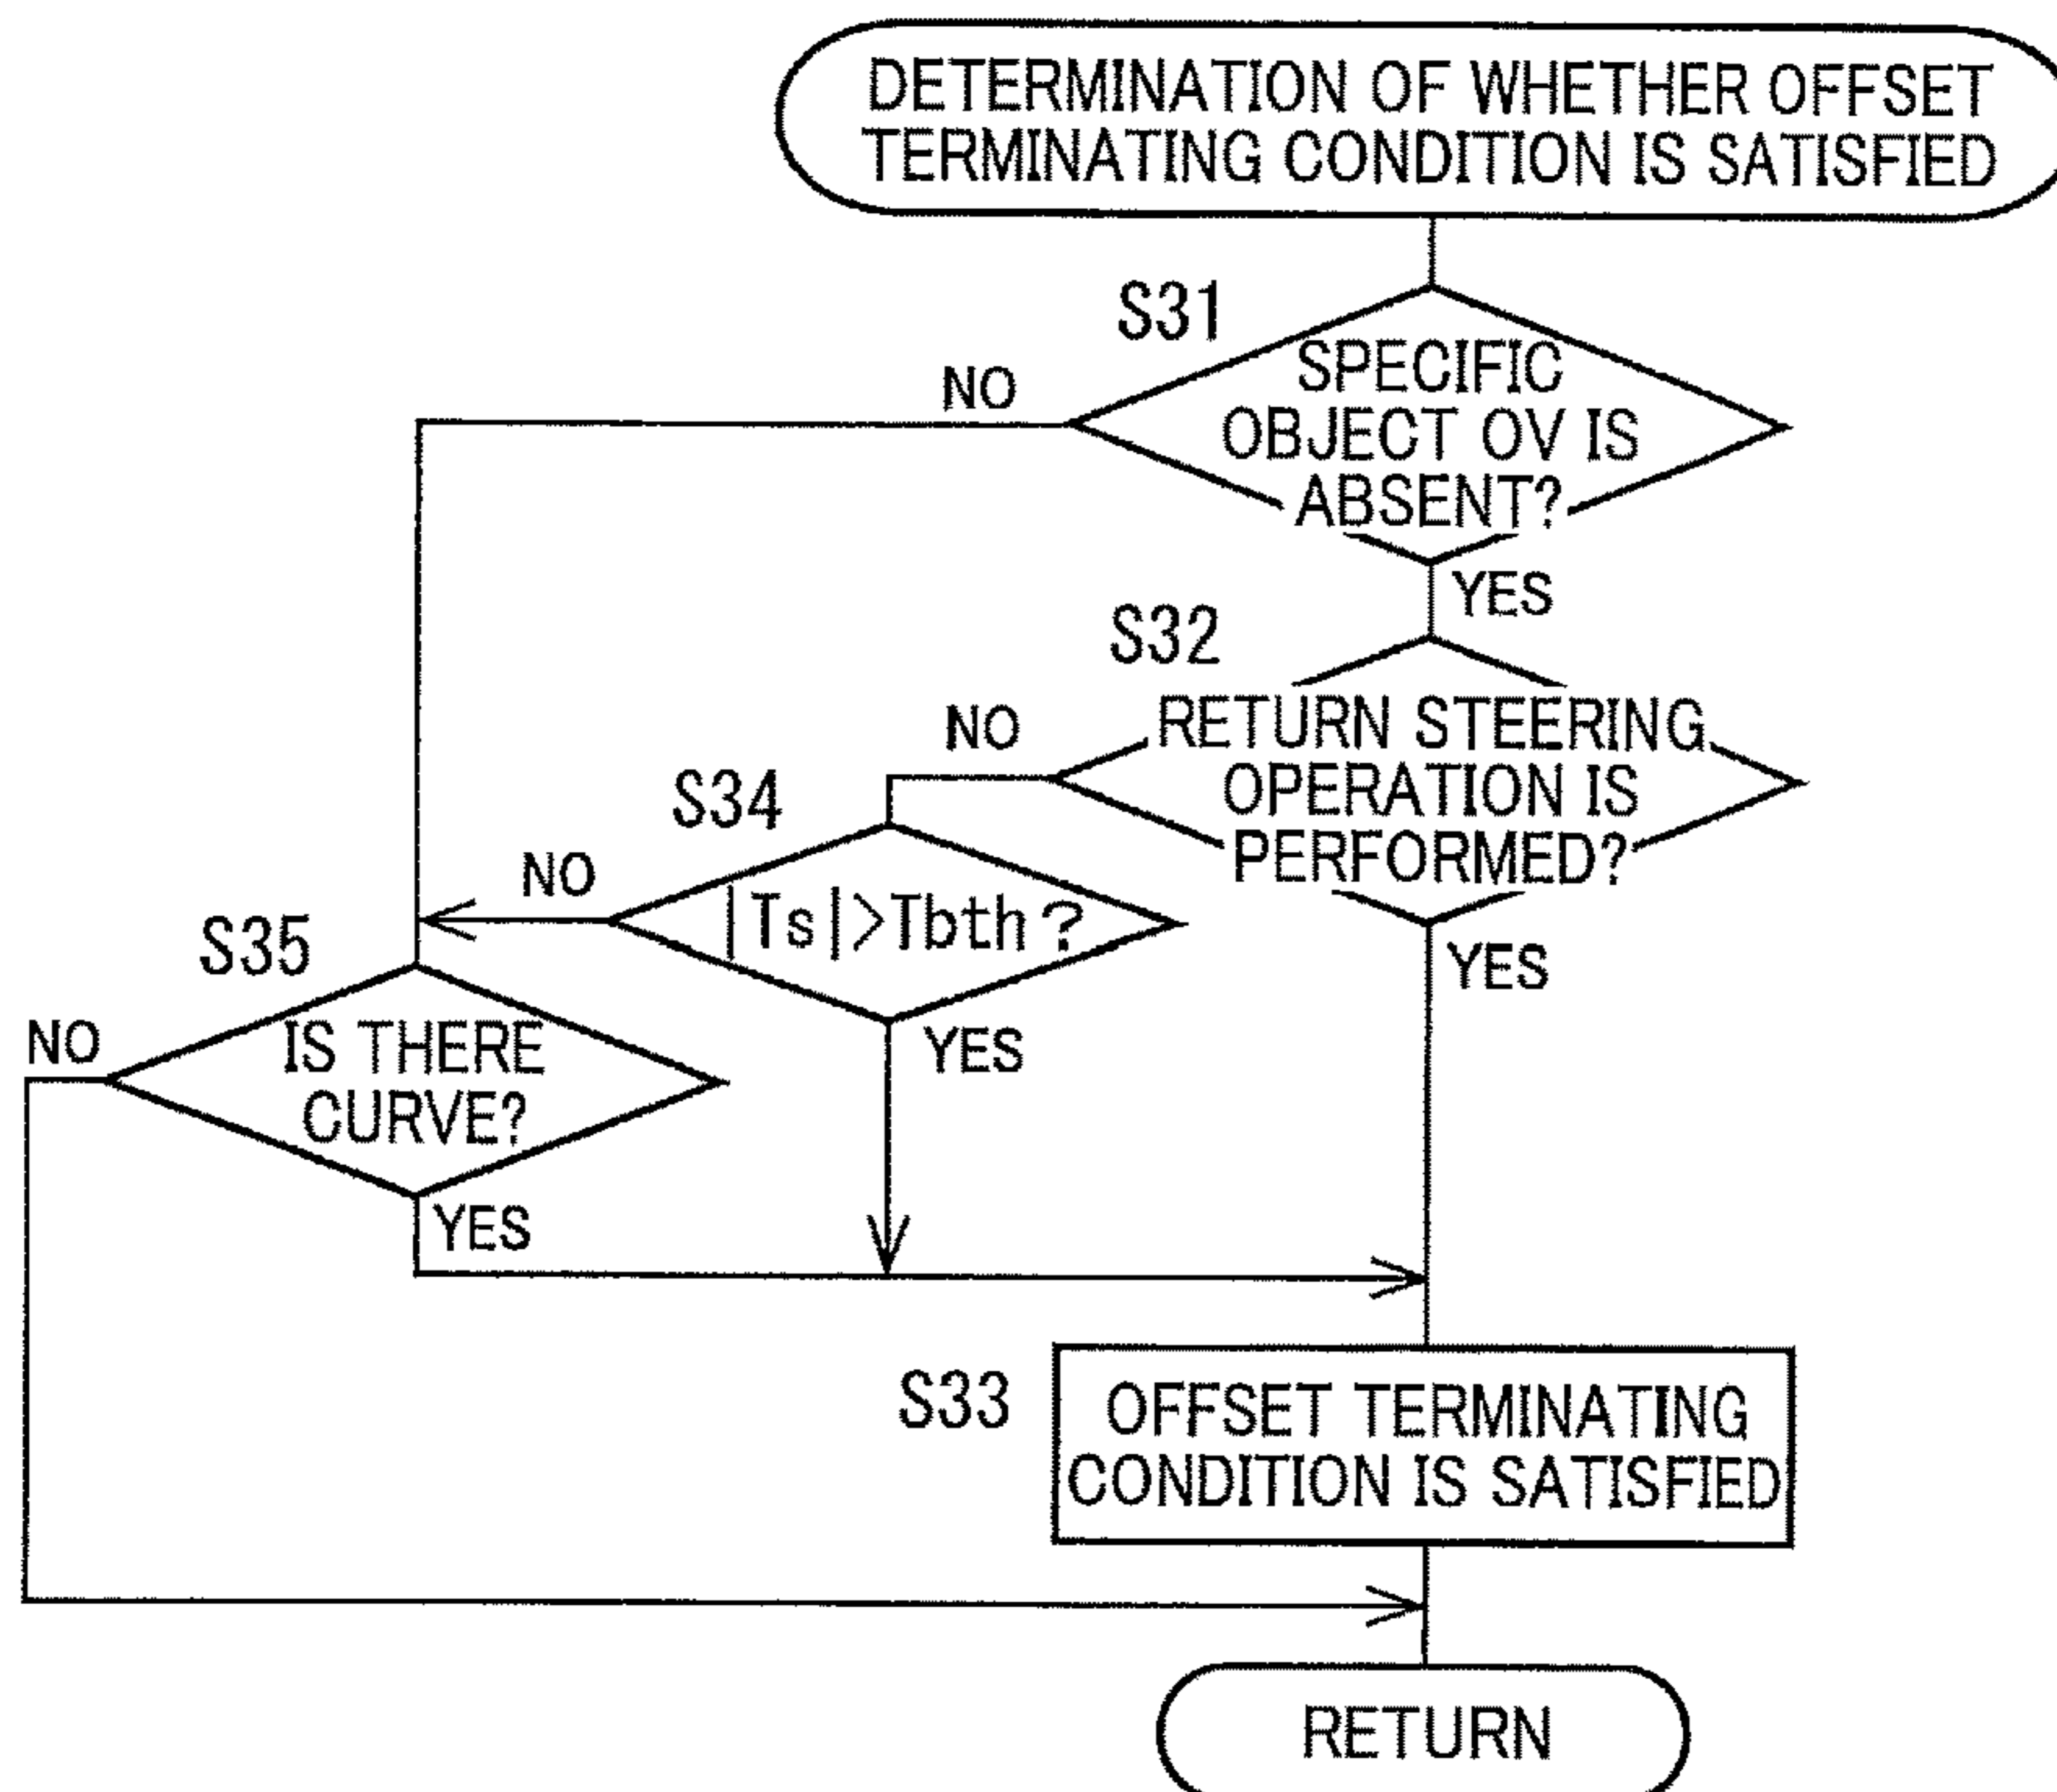 DETERMINATION OF WHETHER OFFSET
TERMINATING CONDITION IS SATISFIED
S31
NO
SPECIFIC
OBJECT OV IS
ABSENT?
YES
S32
NO
RETURN STEERING
OPERATION IS
PERFORMED?
YES
S34
NO
|Ts|>Tbth?
YES
S35
NO
IS THERE
CURVE?
YES
S33
OFFSET TERMINATING
CONDITION IS SATISFIED
RETURN